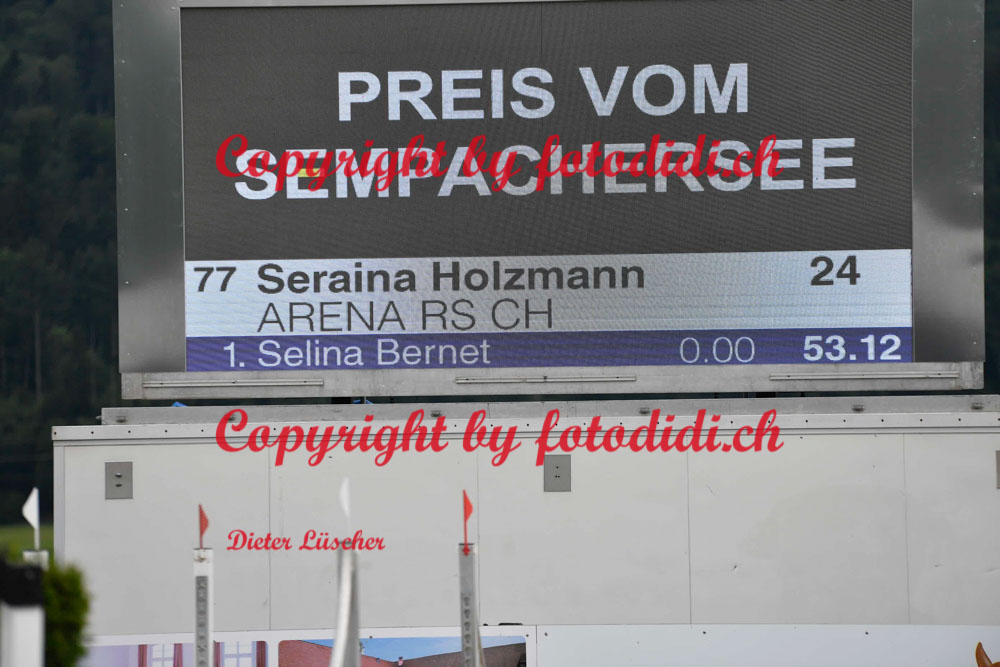 PREIS VOM
SEMPACHERSEE
Copyright by fotodidi.ch
77 Seraina Holzmann 24
ARENA RS CH
1. Selina Bernet 0.00 53.12
Copyright by fotodidi.ch
Dieter Lüscher